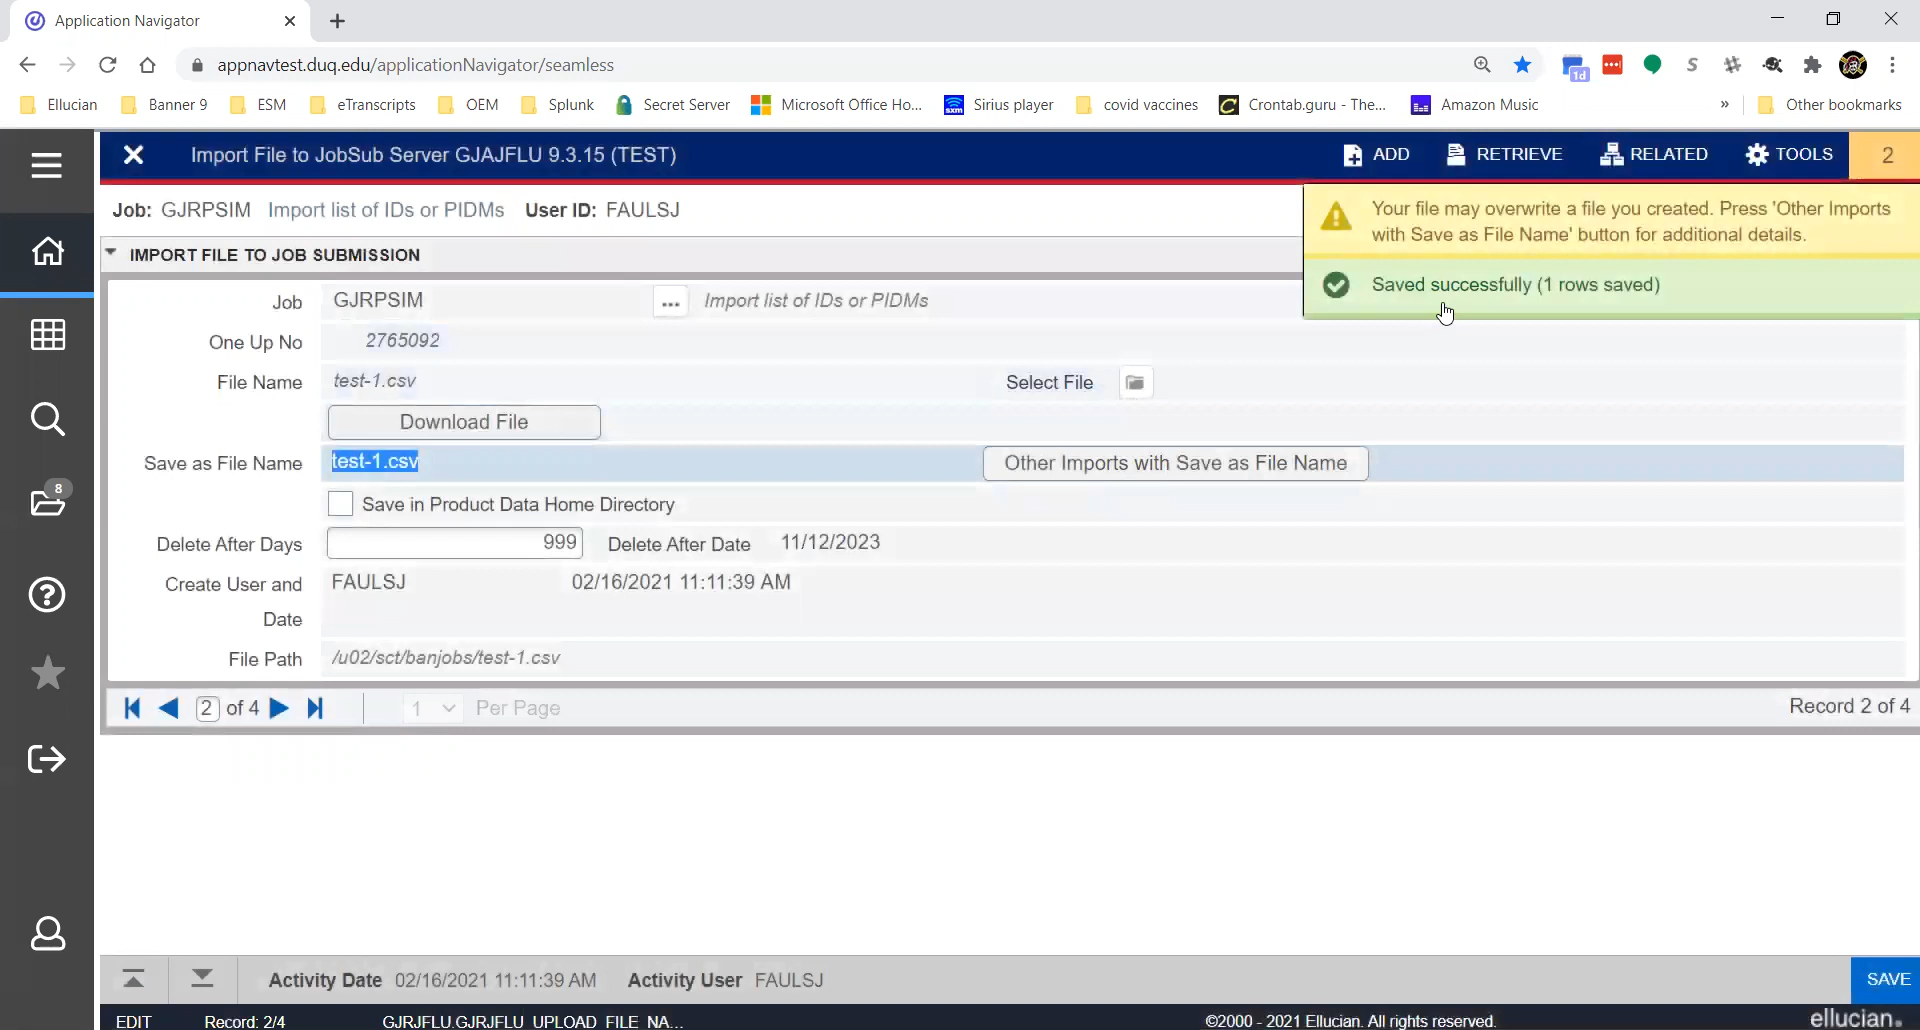 Application Navigator
appnavtest.duq.edu/applicationNavigator/seamless
1d
Ellucian Banner 9 ESM eTranscripts OEM Splunk Secret Server Microsoft Office Ho... Sirius player covid vaccines Crontab.guru - The... Amazon Music » Other bookmarks
Import File to JobSub Server GJAJFLU 9.3.15 (TEST) ADD RETRIEVE RELATED TOOLS 2
Job: GJRPSIM Import list of IDs or PIDMs User ID: FAULSJ
Your file may overwrite a file you created. Press 'Other Imports
with Save as File Name' button for additional details.
Saved successfully (1 rows saved)
IMPORT FILE TO JOB SUBMISSION
Job GJRPSIM ... Import list of IDs or PIDMs
One Up No 2765092
File Name test-1.csv Select File
Download File
Save as File Name test-1.csv Other Imports with Save as File Name
Save in Product Data Home Directory
8
Delete After Days 999 Delete After Date 11/12/2023
Create User and FAULSJ 02/16/2021 11:11:39 AM
Date
File Path /u02/sct/banjobs/test-1.csv
2 of 4 1 Per Page Record 2 of 4
Activity Date 02/16/2021 11:11:39 AM Activity User FAULSJ SAVE
EDIT Record: 2/4 GJRJFLU.GJRJFLU_UPLOAD_FILE_NA... ©2000 - 2021 Ellucian. All rights reserved. ellucian.